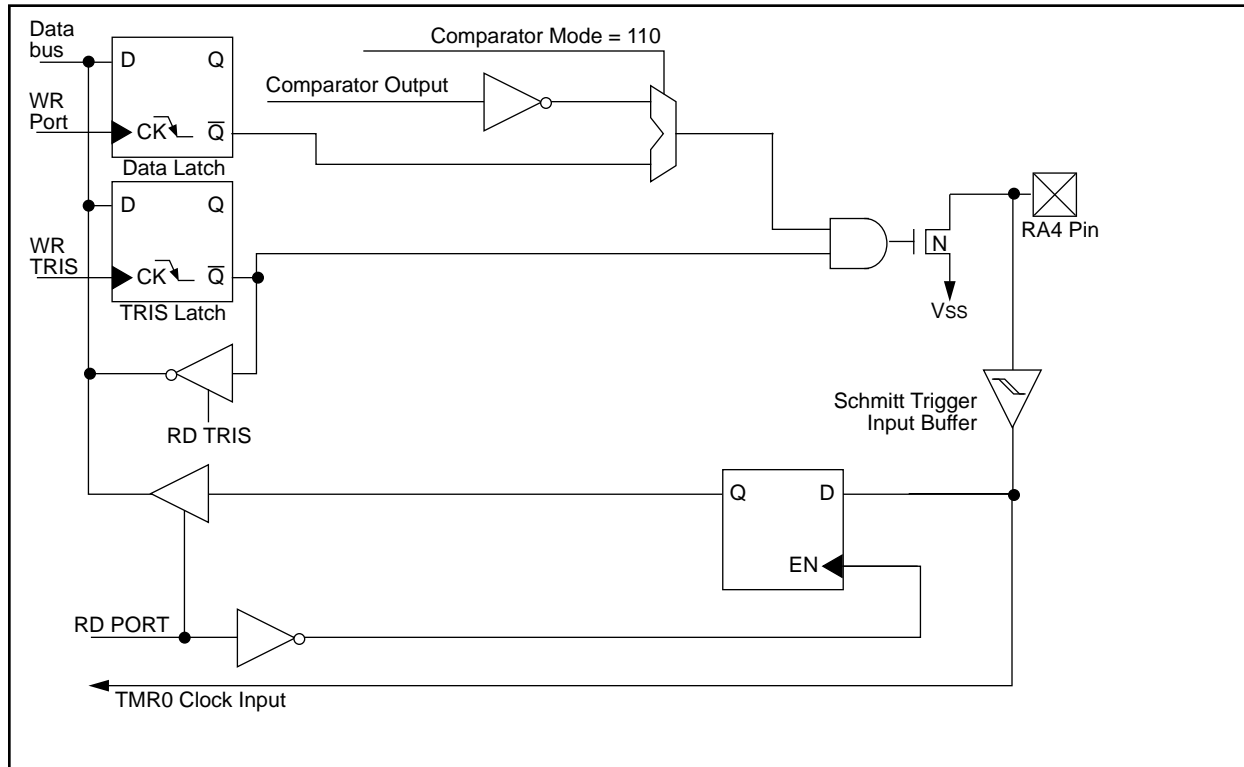 Data
bus
D
Q
WR
Port
CK
Q̅
Data Latch
Comparator Mode = 110
Comparator Output
D
Q
WR
TRIS
CK
Q̅
TRIS Latch
N
VSS
RA4 Pin
RD TRIS
Schmitt Trigger
Input Buffer
Q
D
EN
RD PORT
TMR0 Clock Input